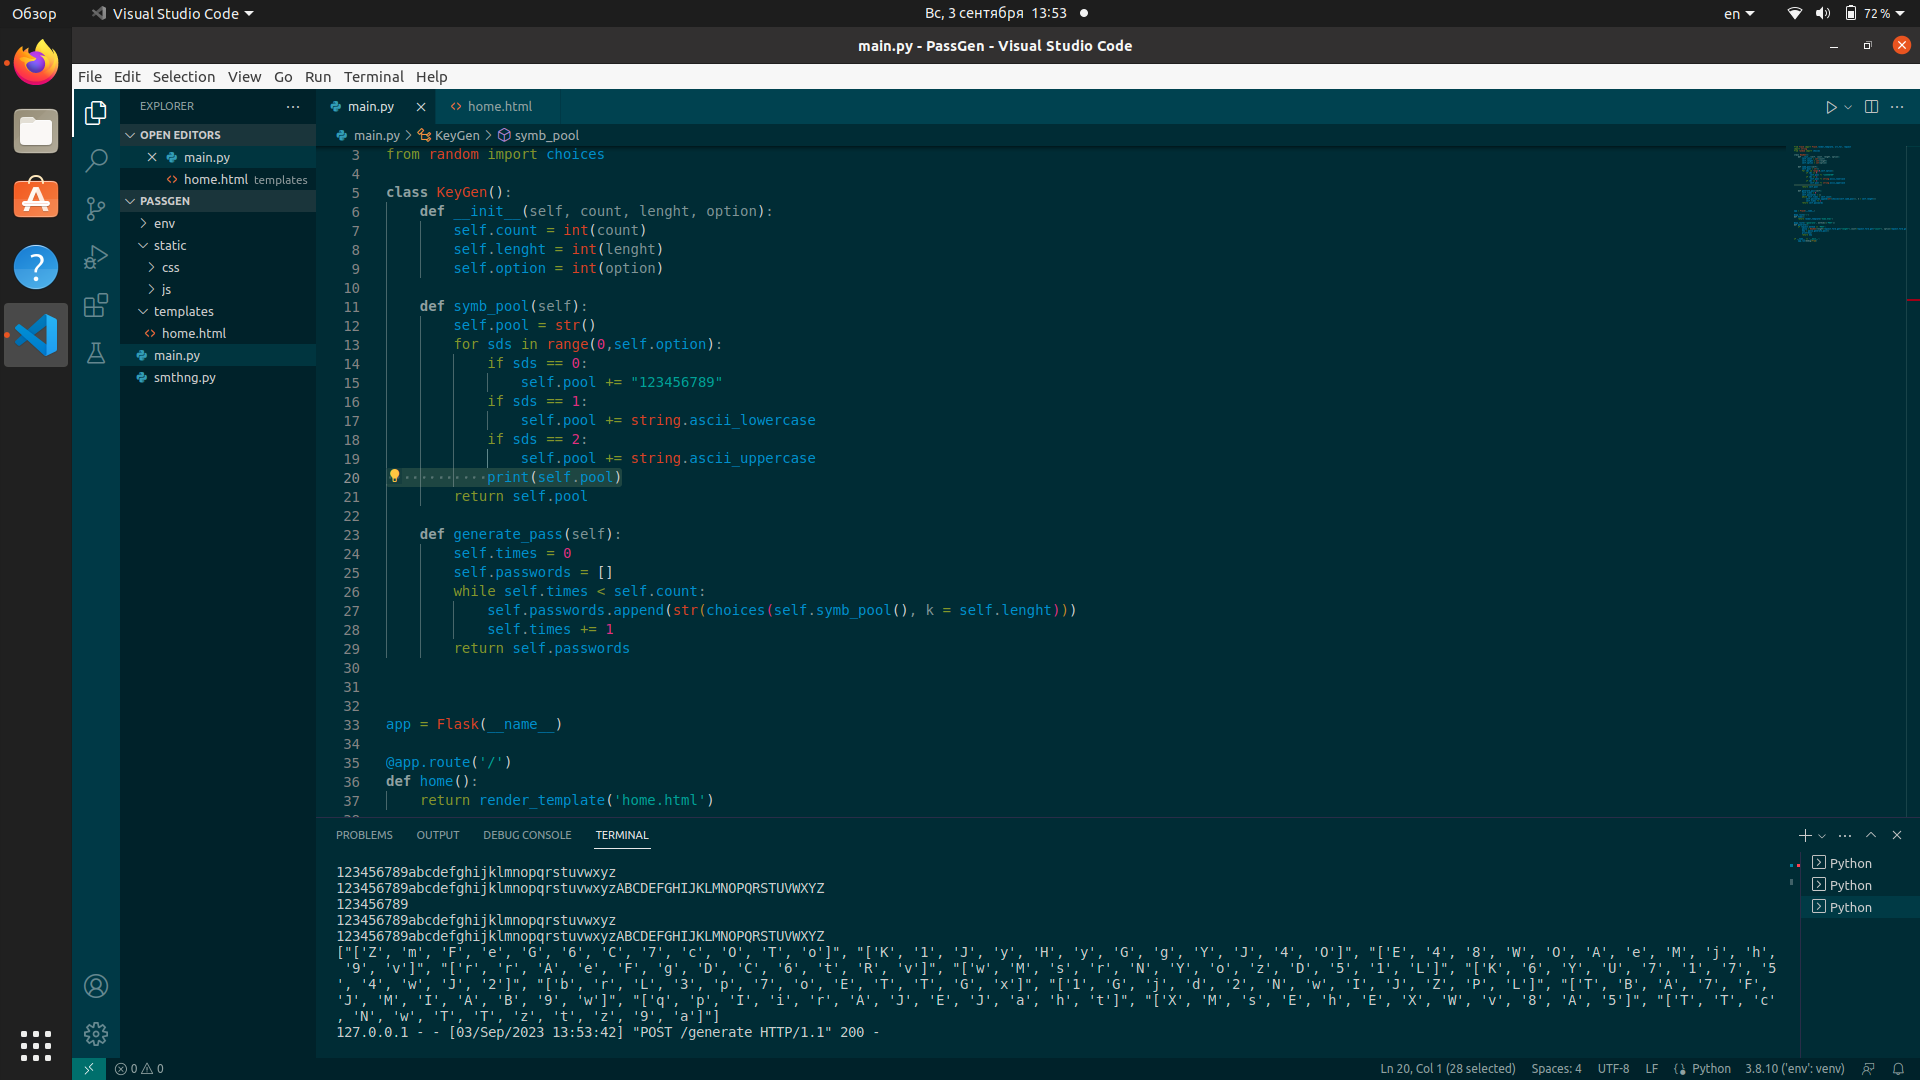 Обзор
Visual Studio Code
Вс, 3 сентября 13:53
en
72 %
main.py - PassGen - Visual Studio Code
File Edit Selection View Go Run Terminal Help
EXPLORER
OPEN EDITORS
main.py
home.html templates
PASSGEN
env
static
css
js
templates
home.html
main.py
smthng.py
main.py
home.html
main.py > KeyGen > symb_pool
3 from random import choices
4
5 class KeyGen():
6 def __init__(self, count, lenght, option):
7 self.count = int(count)
8 self.lenght = int(lenght)
9 self.option = int(option)
10
11 def symb_pool(self):
12 self.pool = str()
13 for sds in range(0,self.option):
14 if sds == 0:
15 self.pool += "123456789"
16 if sds == 1:
17 self.pool += string.ascii_lowercase
18 if sds == 2:
19 self.pool += string.ascii_uppercase
20 print(self.pool)
21 return self.pool
22
23 def generate_pass(self):
24 self.times = 0
25 self.passwords = []
26 while self.times < self.count:
27 self.passwords.append(str(choices(self.symb_pool(), k = self.lenght)))
28 self.times += 1
29 return self.passwords
30
31
32
33 app = Flask(__name__)
34
35 @app.route('/')
36 def home():
37 return render_template('home.html')
PROBLEMS OUTPUT DEBUG CONSOLE TERMINAL
123456789abcdefghijklmnopqrstuvwxyz
123456789abcdefghijklmnopqrstuvwxyzABCDEFGHIJKLMNOPQRSTUVWXYZ
123456789
123456789abcdefghijklmnopqrstuvwxyz
123456789abcdefghijklmnopqrstuvwxyzABCDEFGHIJKLMNOPQRSTUVWXYZ
["['Z', 'm', 'F', 'e', 'G', '6', 'C', '7', 'c', 'O', 'T', 'o']", "['K', '1', 'J', 'y', 'H', 'y', 'G', 'g', 'Y', 'J', '4', 'O']", "['E', '4', '8', 'W', 'O', 'A', 'e', 'M', 'j', 'h',
'9', 'v']", "['r', 'r', 'A', 'e', 'F', 'g', 'D', 'C', '6', 't', 'R', 'v']", "['w', 'M', 's', 'r', 'N', 'Y', 'o', 'z', 'D', '5', '1', 'L']", "['K', '6', 'Y', 'U', '7', '1', '7', '5
', '4', 'w', 'J', '2']", "['b', 'r', 'L', '3', 'p', '7', 'o', 'E', 'T', 'T', 'G', 'x']", "['1', 'G', 'j', 'd', '2', 'N', 'w', 'I', 'J', 'Z', 'P', 'L']", "['T', 'B', 'A', '7', 'F',
'J', 'M', 'I', 'A', 'B', '9', 'w']", "['q', 'p', 'I', 'i', 'r', 'A', 'J', 'E', 'J', 'a', 'h', 't']", "['X', 'M', 's', 'E', 'h', 'E', 'X', 'W', 'v', '8', 'A', '5']", "['T', 'T', 'c'
, 'N', 'w', 'T', 'T', 'z', 't', 'z', '9', 'a']"]
127.0.0.1 - - [03/Sep/2023 13:53:42] "POST /generate HTTP/1.1" 200 -
Python
Python
Python
0 0
Ln 20, Col 1 (28 selected) Spaces: 4 UTF-8 LF Python 3.8.10 ('env': venv)